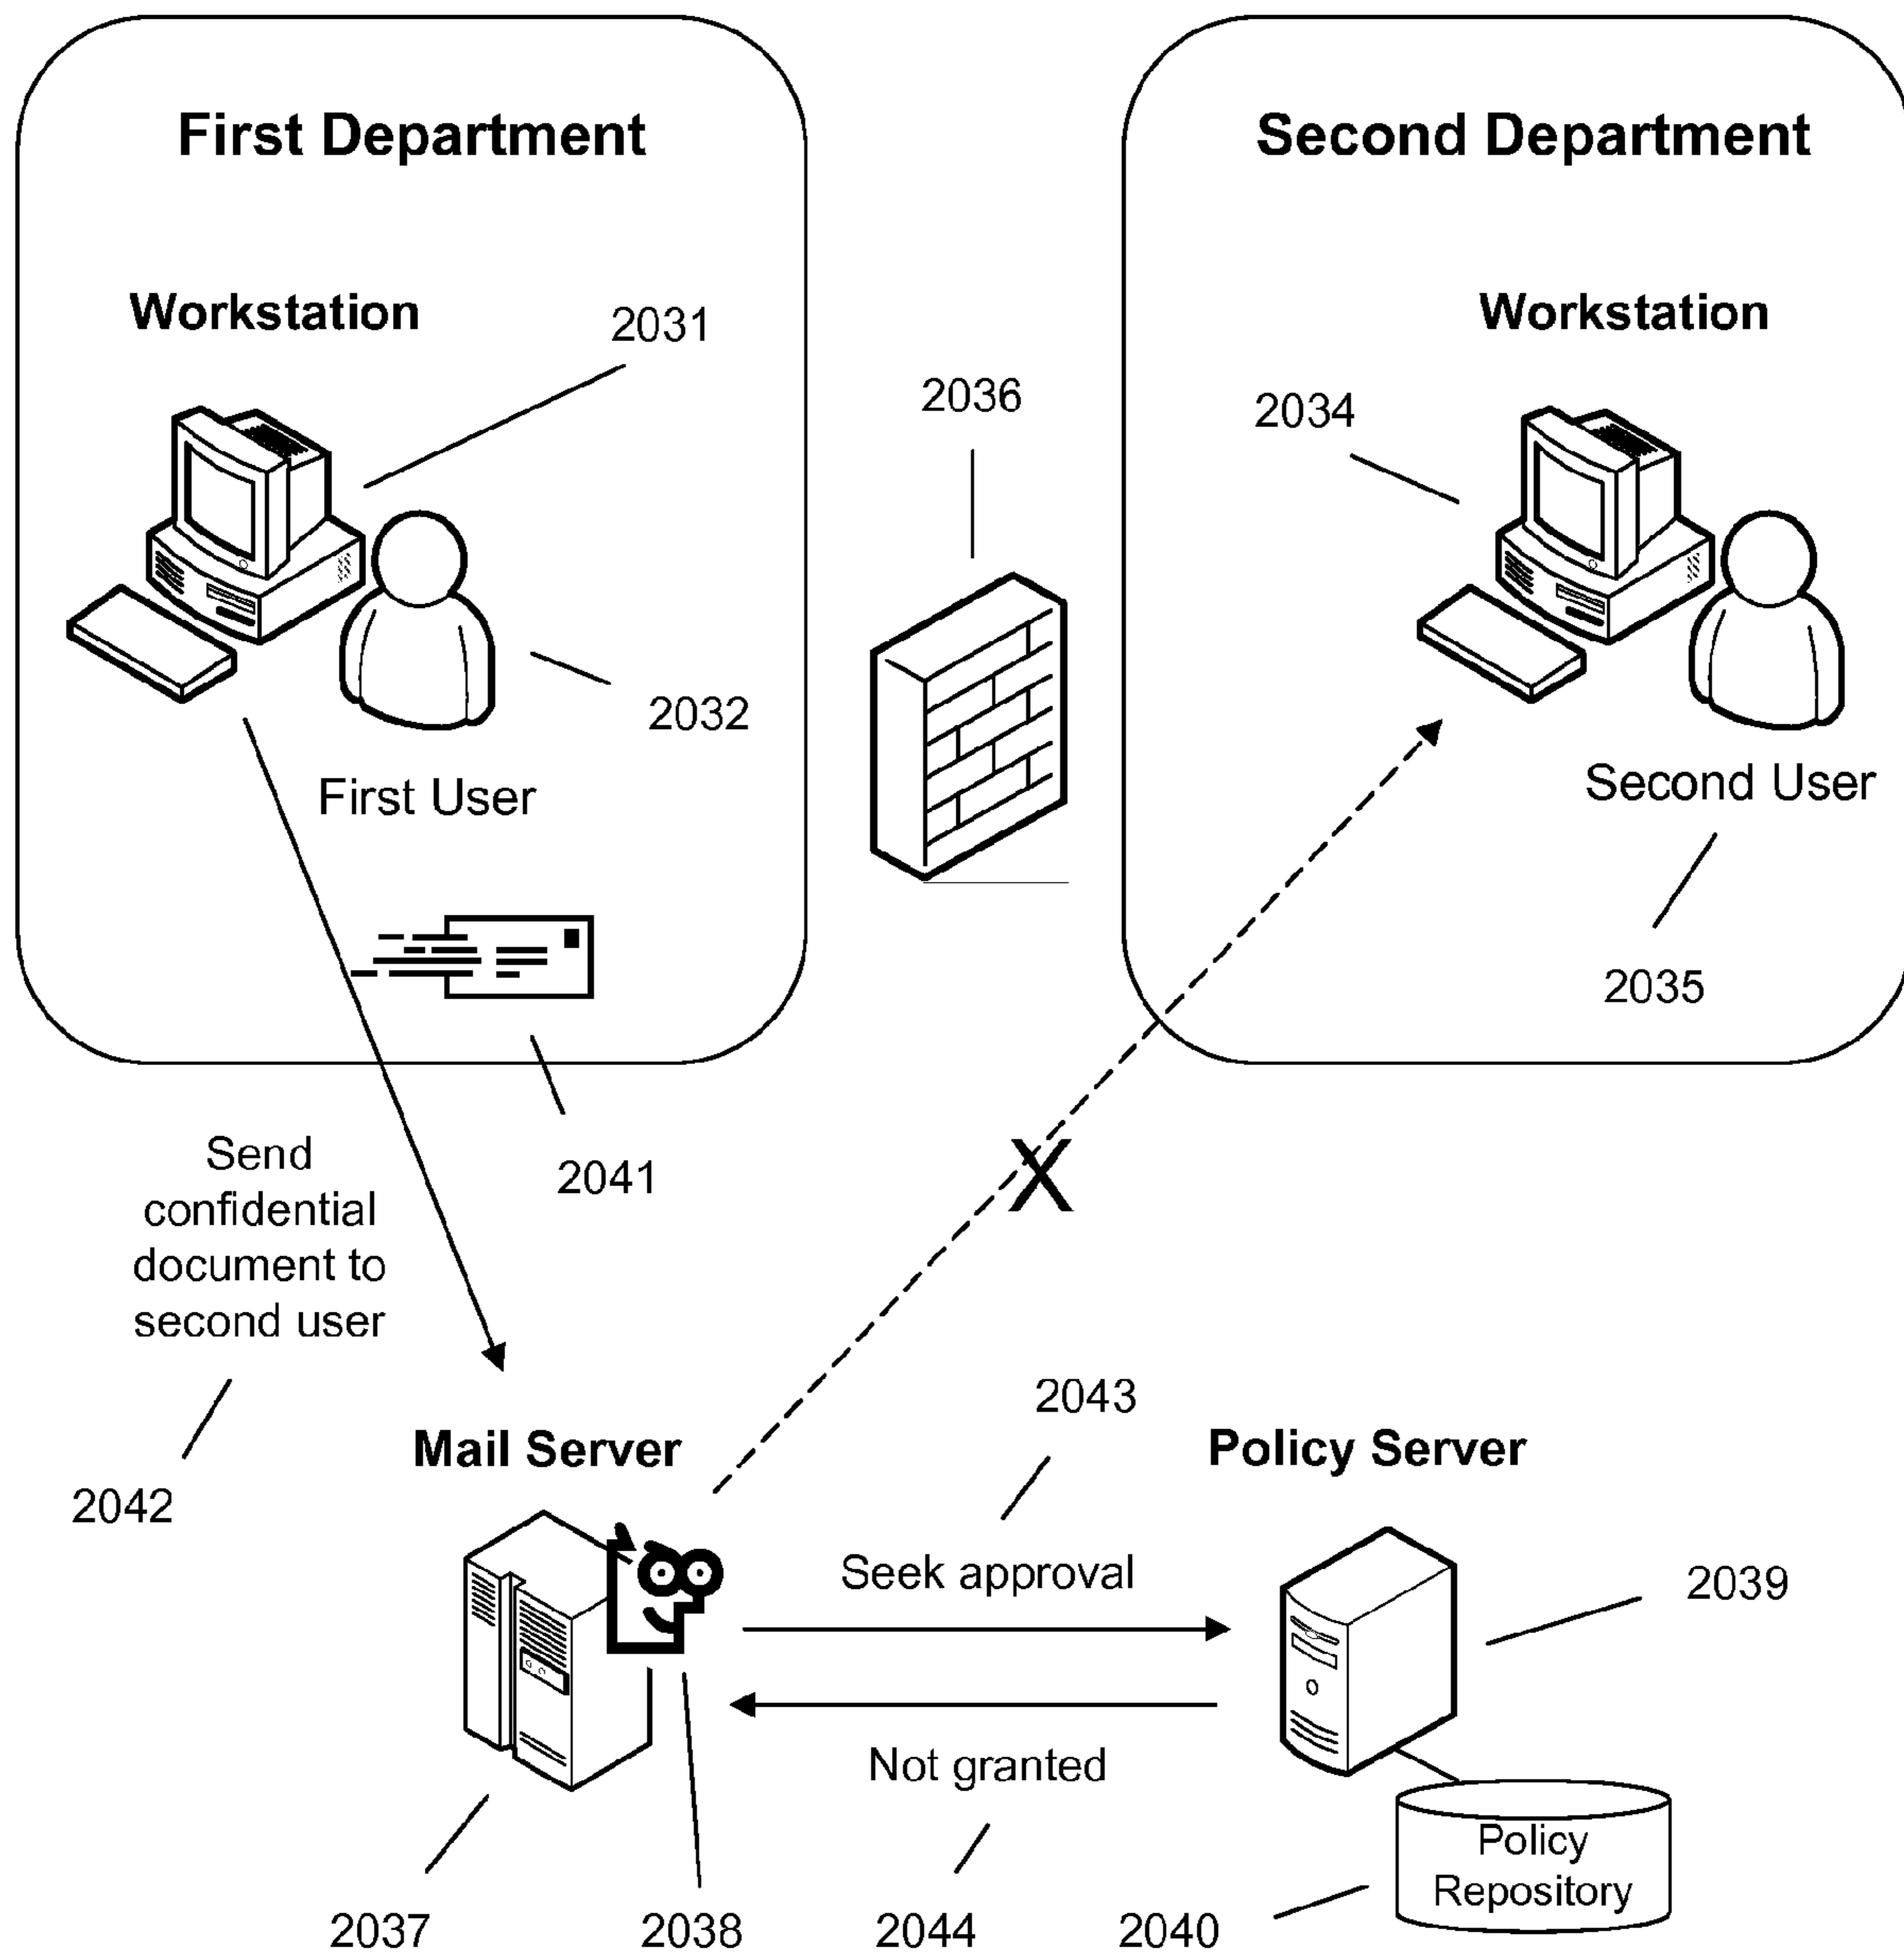 First Department
Second Department
Workstation
2031
Workstation
2036
2034
2032
First User
Second User
2035
2041
Send
confidential
document to
second user
2042
2043
Mail Server
Policy Server
Seek approval
2039
Not granted
Policy
Repository
2037
2038
2044
2040
X